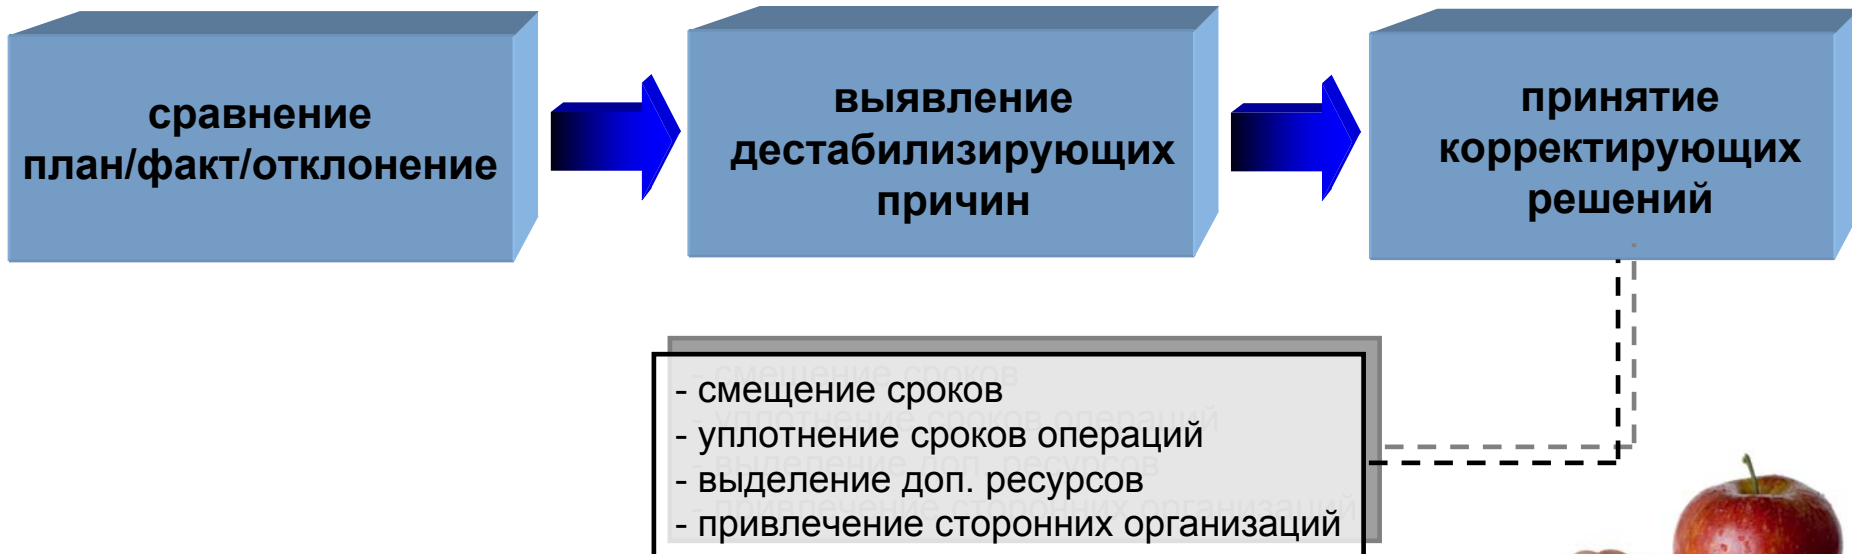 сравнение
план/факт/отклонение
выявление
дестабилизирующих
причин
принятие
корректирующих
решений
- смещение сроков
- уплотнение сроков операций
- выделение доп. ресурсов
- привлечение сторонних организаций